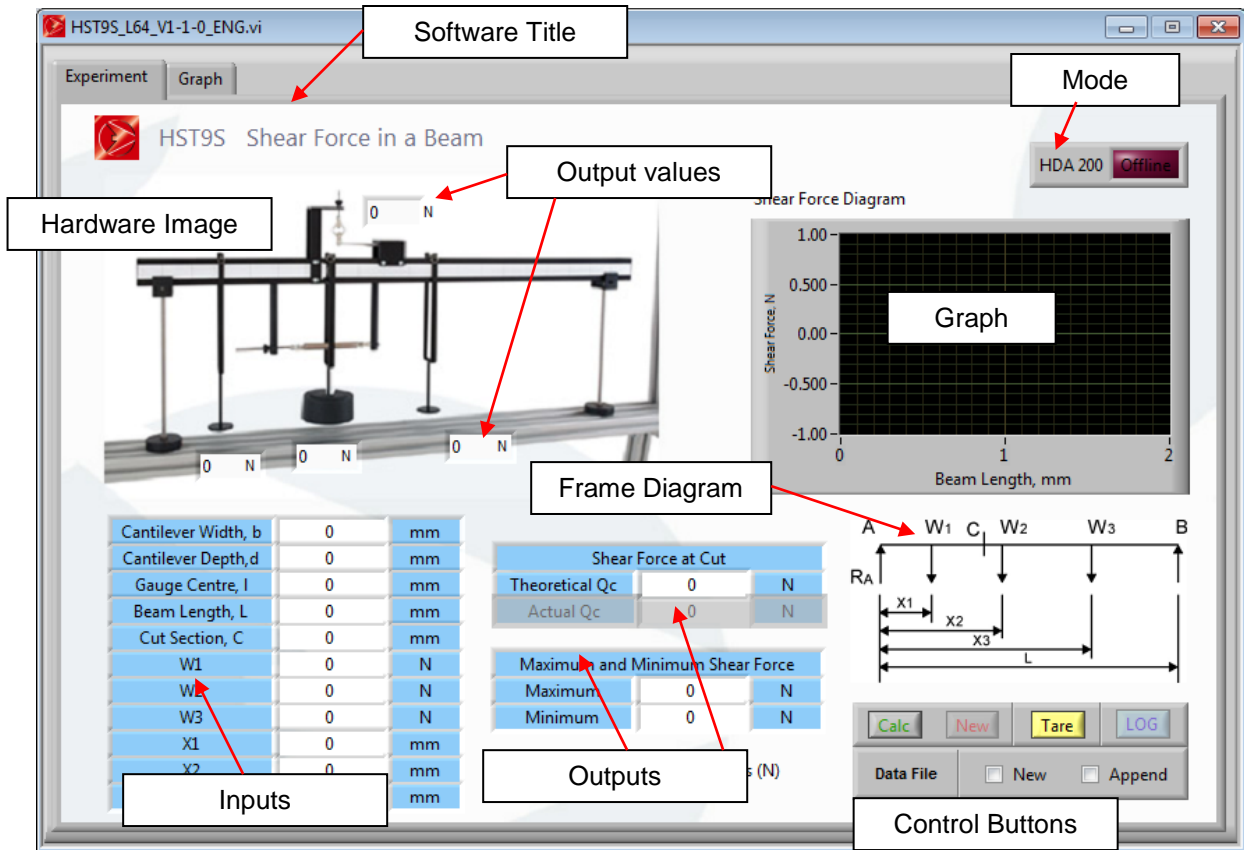 HST9S_L64_V1-1-0_ENG.vi
Software Title
Experiment
Graph
Mode
HST9S Shear Force in a Beam
HDA 200
Offline
Output values
Hardware Image
0 N
Shear Force Diagram
1.00
0.500
0.00
-0.500
-1.00
Shear Force, N
Graph
0
1
2
Beam Length, mm
0 N
0 N
0 N
Frame Diagram
Cantilever Width, b 0 mm
Cantilever Depth,d 0 mm
Gauge Centre, l 0 mm
Beam Length, L 0 mm
Cut Section, C 0 mm
W1 0 N
W2 0 N
W3 0 N
X1 0 mm
X2 0 mm
mm
Inputs
Shear Force at Cut
Theoretical Qc 0 N
Actual Qc 0 N
Maximum and Minimum Shear Force
Maximum 0 N
Minimum 0 N
(N)
Outputs
A W1 C W2 W3 B
RA
X1
X2
X3
L
Calc
New
Tare
LOG
Data File
New
Append
Control Buttons